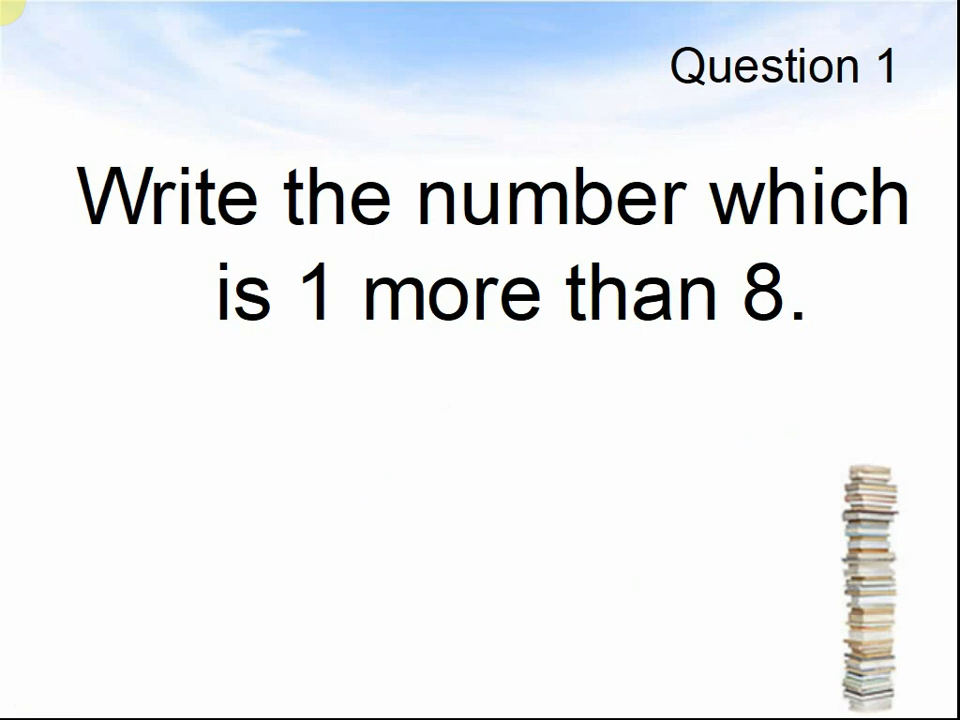 Question 1
Write the number which
is 1 more than 8.